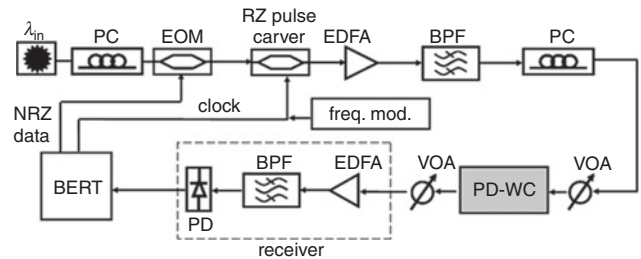 λin
PC
EOM
RZ pulse
carver
EDFA
BPF
PC
NRZ
data
clock
freq. mod.
BERT
PD
BPF
EDFA
VOA
PD-WC
VOA
receiver